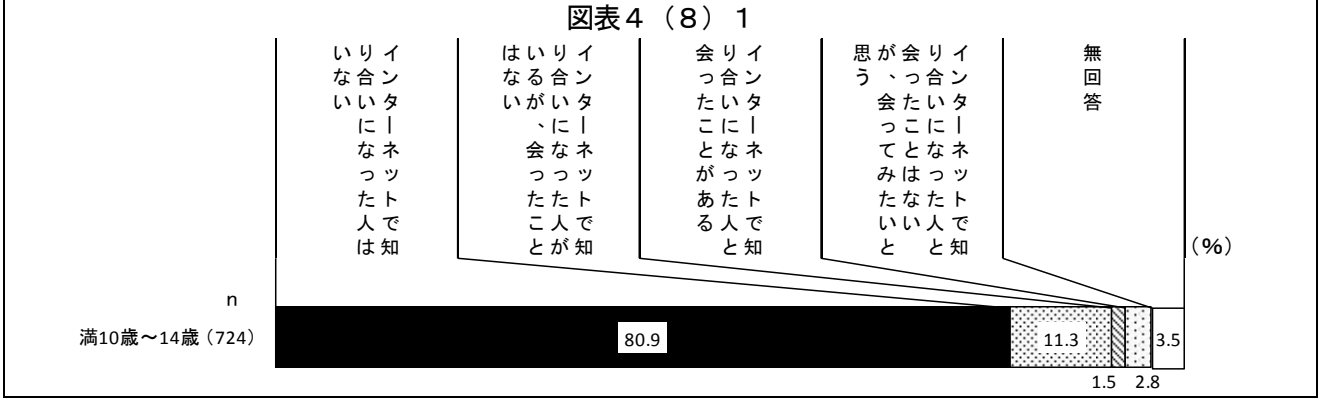 図表４（８）１
インターネットで知
り合いになった人は
いない
インターネットで知
り合いになった人が
いるが、会ったこと
はない
インターネットで知
り合いになった人と
会ったことがある
インターネットで知
り合いになった人と
会ったことはない
が、会ってみたいと
思う
無回答
(%)
n
満10歳～14歳（724）
80.9
11.3
1.5
2.8
3.5